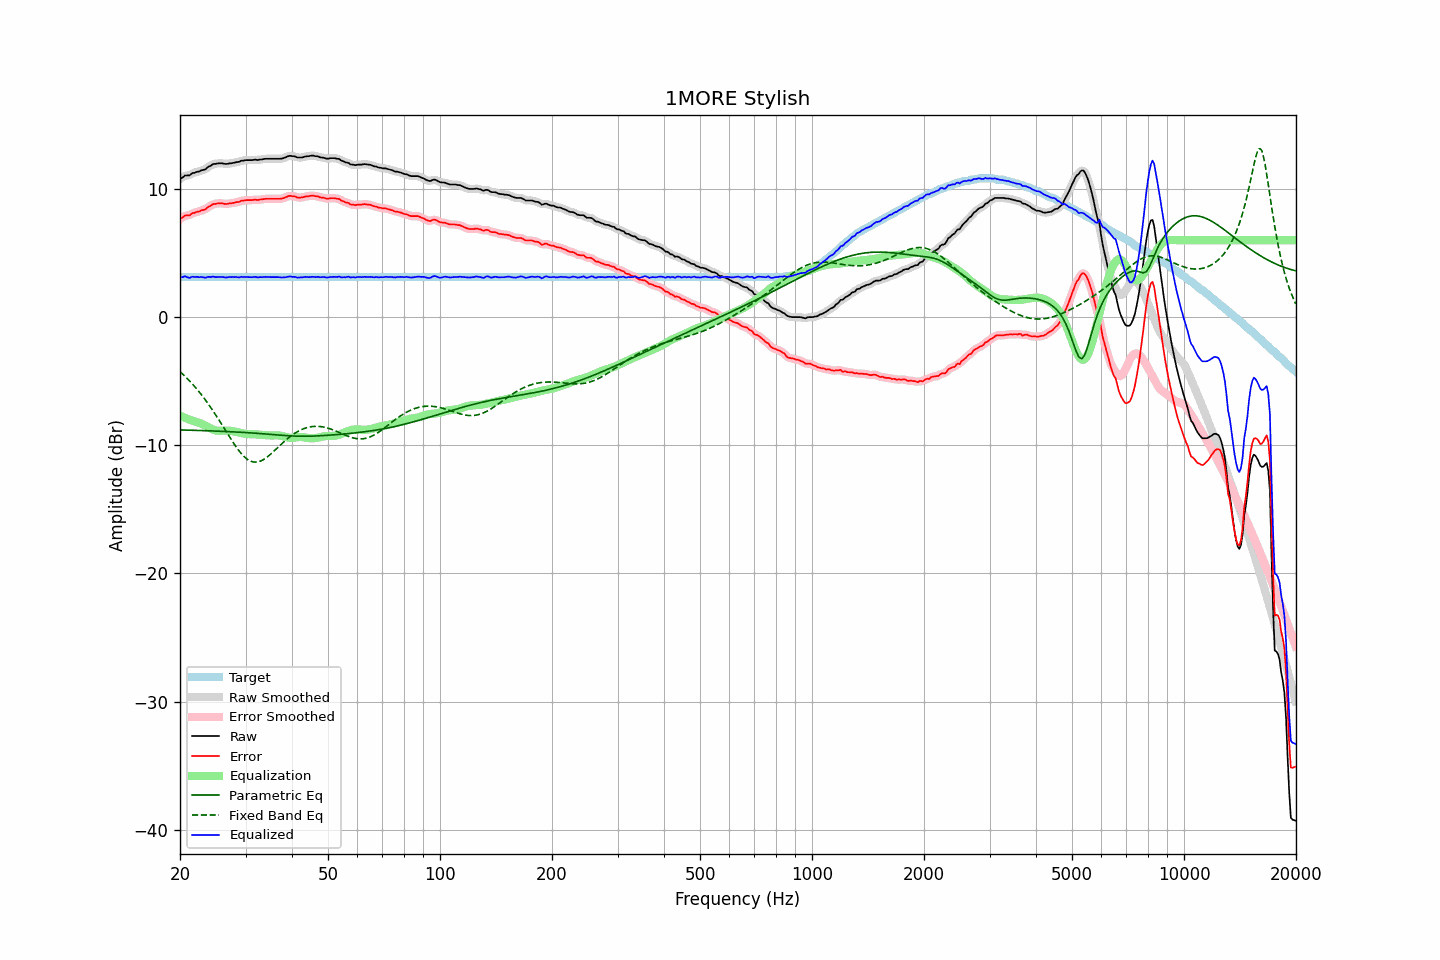 1MORE Stylish
Amplitude (dBr)
10
0
−10
−20
−30
−40
Target
Raw Smoothed
Error Smoothed
Raw
Error
Equalization
Parametric Eq
Fixed Band Eq
Equalized
20 50 100 200 500 1000 2000 5000 10000 20000
Frequency (Hz)